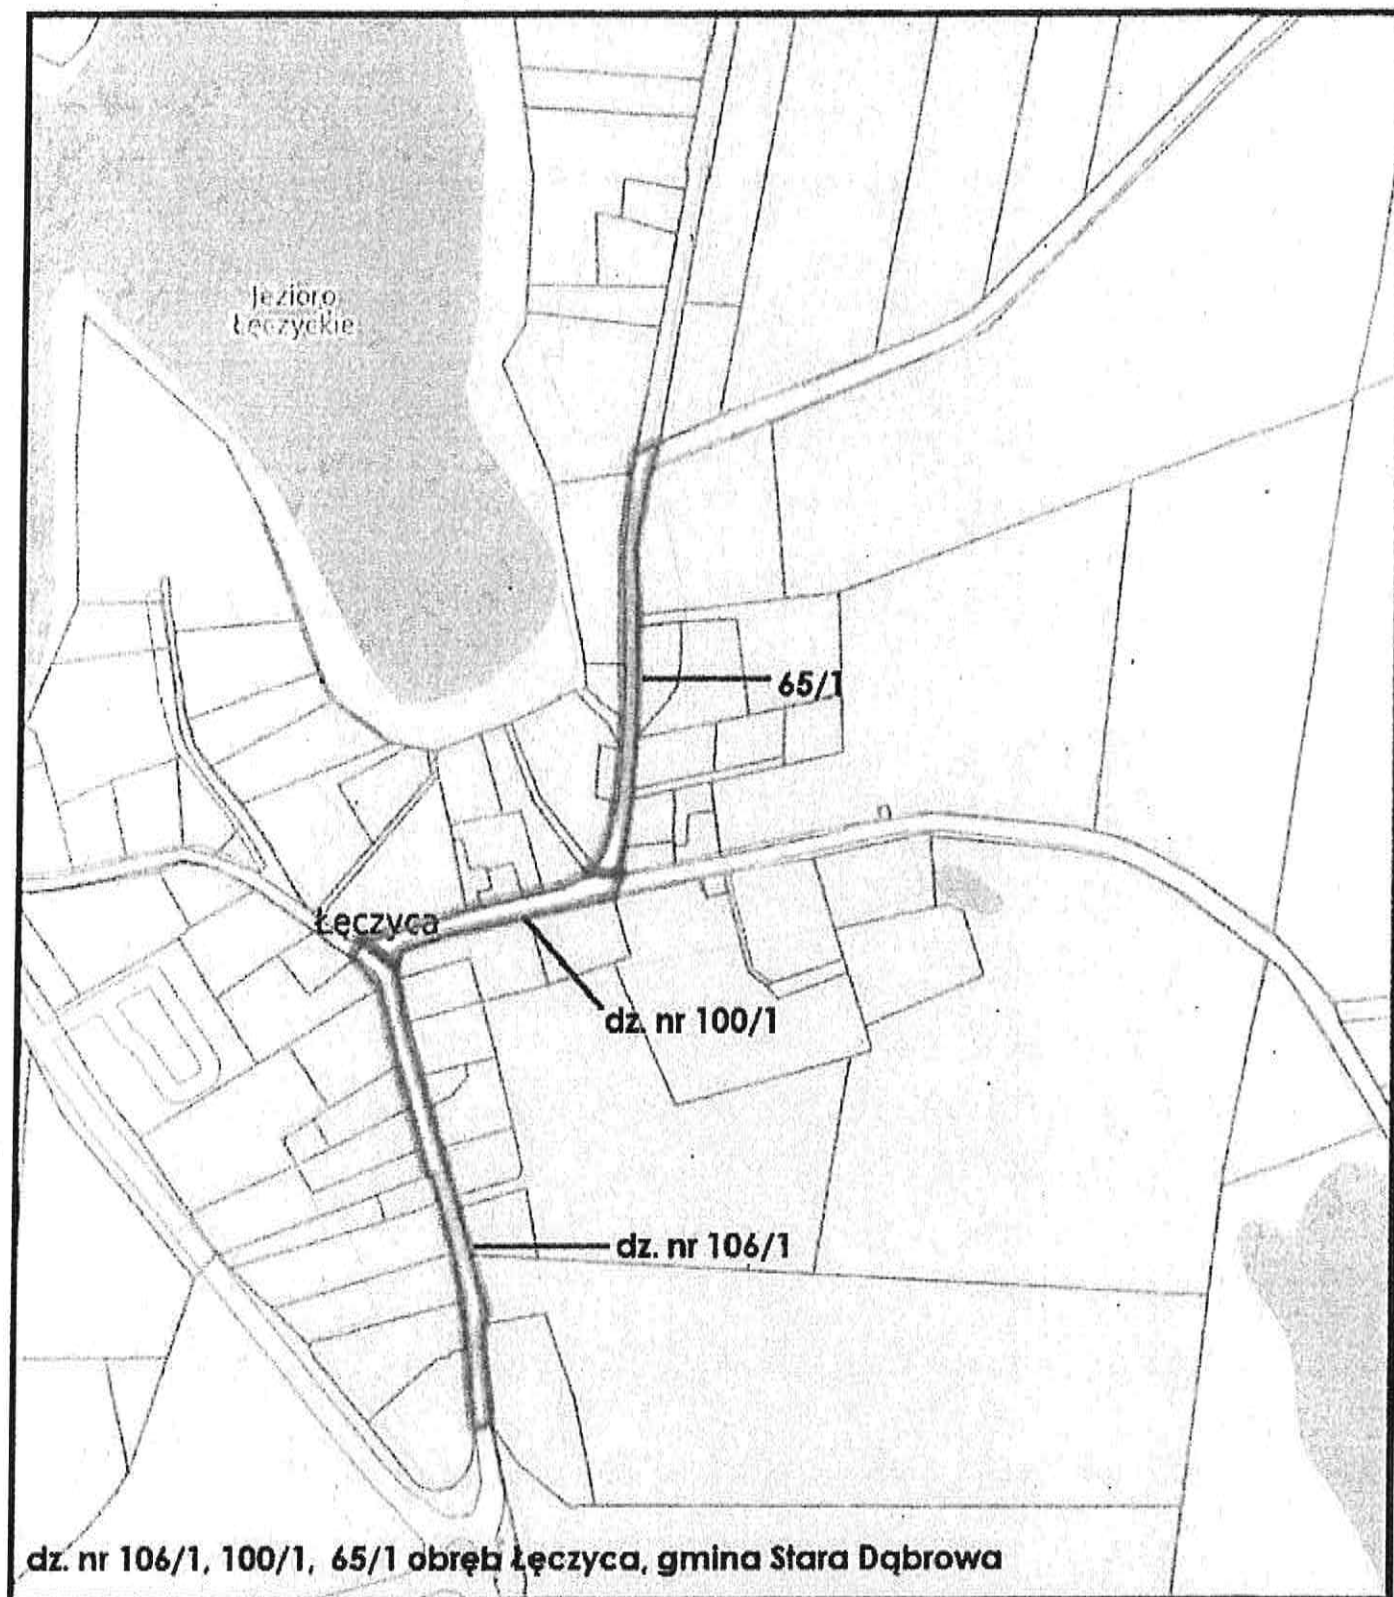 Jezioro
Łęczyckie
65/1
Łęczyca
dz. nr 100/1
dz. nr 106/1
dz. nr 106/1, 100/1, 65/1 obręb Łęczyca, gmina Stara Dąbrowa